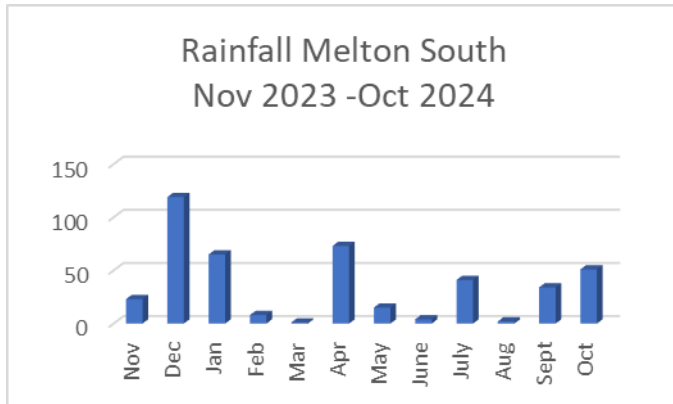 Rainfall Melton South
Nov 2023 -Oct 2024
150
100
50
0
Nov
Dec
Jan
Feb
Mar
Apr
May
June
July
Aug
Sept
Oct